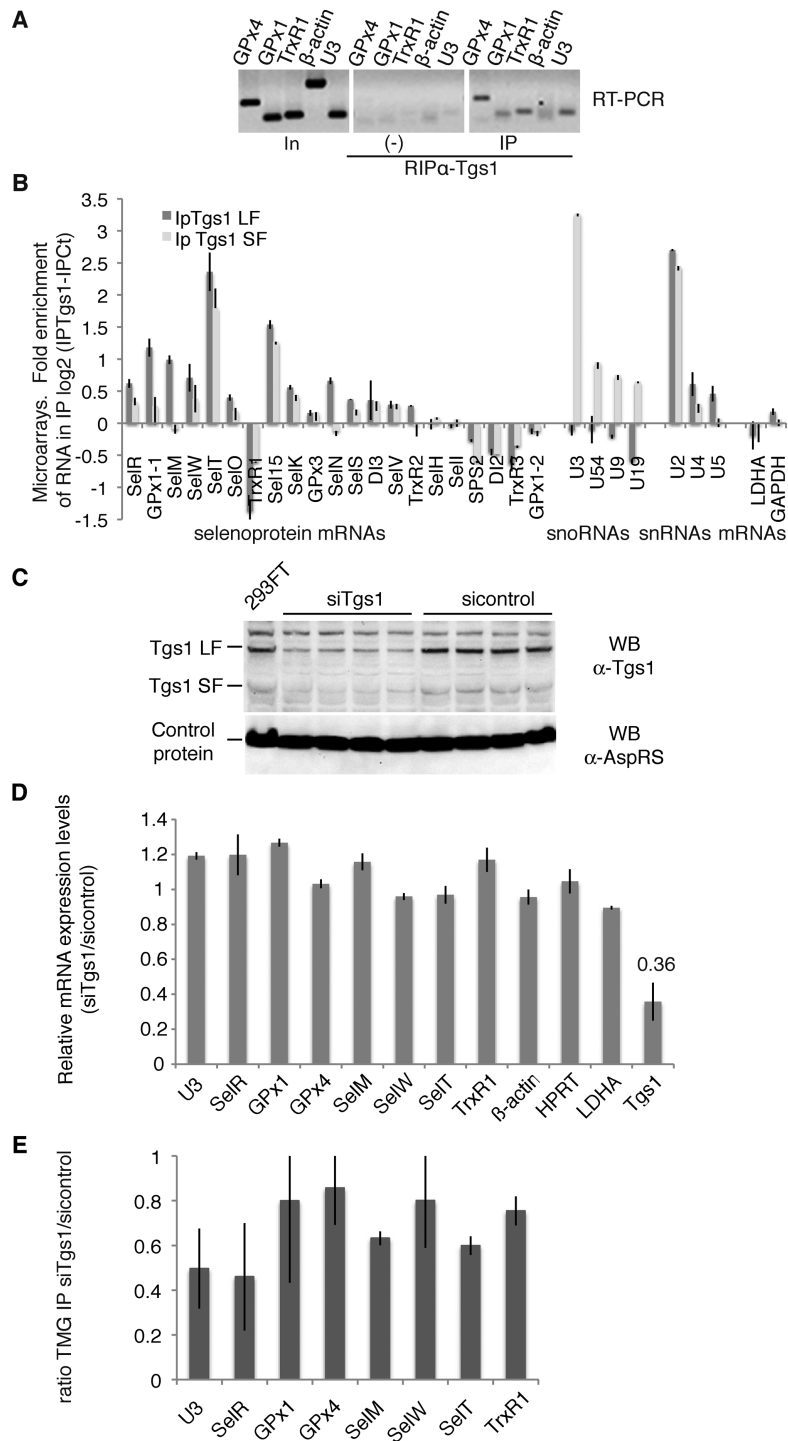 A
GPx4 GPx1 TrxR1 β-actin U3 GPx4 GPx1 TrxR1 β-actin U3 GPx4 GPx1 TrxR1 β-actin U3
RT-PCR
In (-) IP
RIPα-Tgs1
B
Microarrays. Fold enrichment
of RNA in IP log2 (IPTgs1-IPCt)
3.5
3
2.5
2
1.5
1
0.5
0
-0.5
-1
-1.5
IpTgs1 LF
Ip Tgs1 SF
SelR GPx1-1 SelM SelW SelT SelO TrxR1 Sel15 SelK GPx3 SelN SelS DI3 SelV TrxR2 SelH SelI SPS2 DI2 TrxR3 GPx1-2 U3 U54 U9 U19 U2 U4 U5 LDHA GAPDH
selenoprotein mRNAs snoRNAs snRNAs mRNAs
C
293FT siTgs1 sicontrol
Tgs1 LF
Tgs1 SF
WB
α-Tgs1
Control
protein
WB
α-AspRS
D
Relative mRNA expression levels
(siTgs1/sicontrol)
1.4
1.2
1
0.8
0.6
0.4
0.2
0
0.36
U3 SelR GPx1 GPx4 SelM SelW SelT TrxR1 ß-actin HPRT LDHA Tgs1
E
ratio TMG IP siTgs1/sicontrol
1
0.8
0.6
0.4
0.2
0
U3 SelR GPx1 GPx4 SelM SelW SelT TrxR1